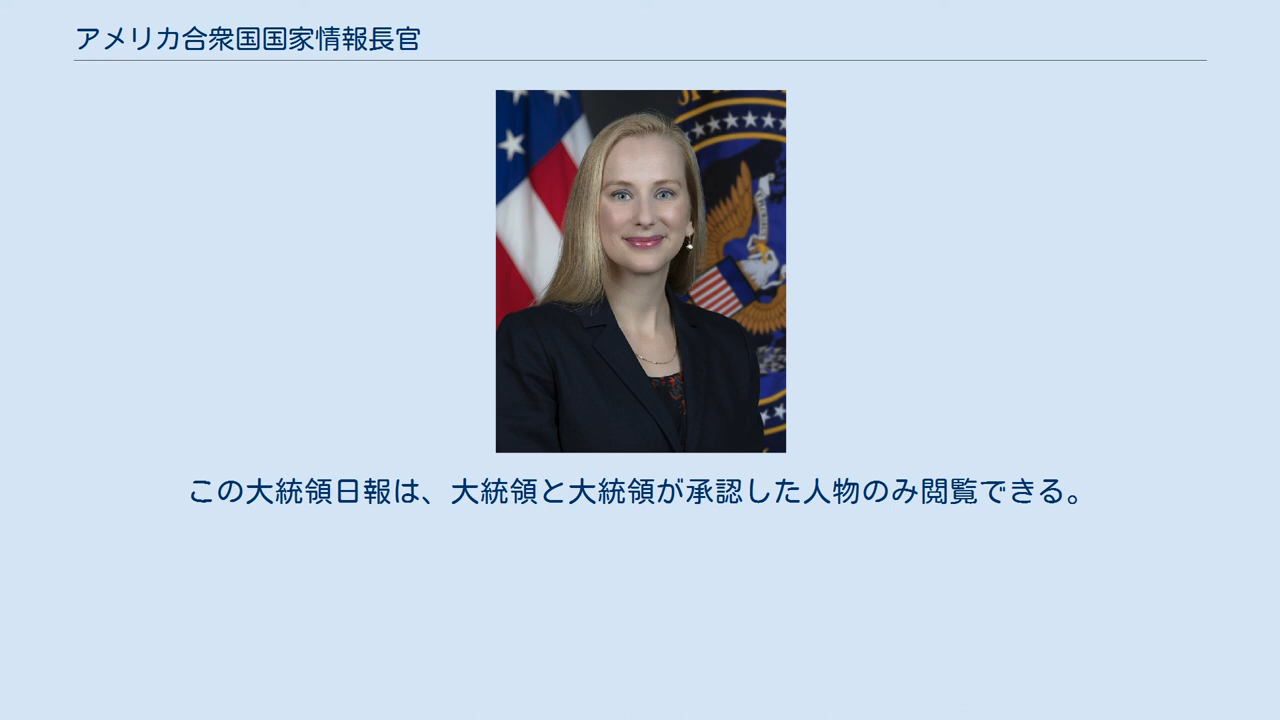 アメリカ合衆国国家情報長官
この大統領日報は、大統領と大統領が承認した人物のみ閲覧できる。